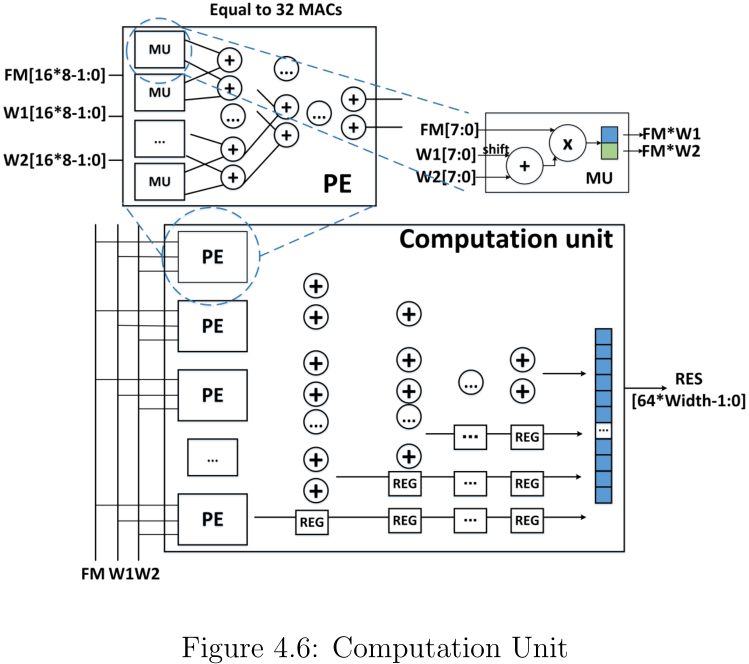 Equal to 32 MACs
MU
+
...
FM[16*8-1:0]
MU
+
+
+
W1[16*8-1:0]
...
...
+
FM[7:0]
FM*W1
...
+
+
W1[7:0]
shift
+
x
FM*W2
W2[16*8-1:0]
MU
+
PE
W2[7:0]
MU
PE
Computation unit
+
PE
+
+
+
+
+
PE
+
+
...
+
RES
[64*Width-1:0]
...
...
...
REG
...
...
+
+
+
REG
...
REG
PE
REG
REG
...
REG
FM W1W2
Figure 4.6: Computation Unit